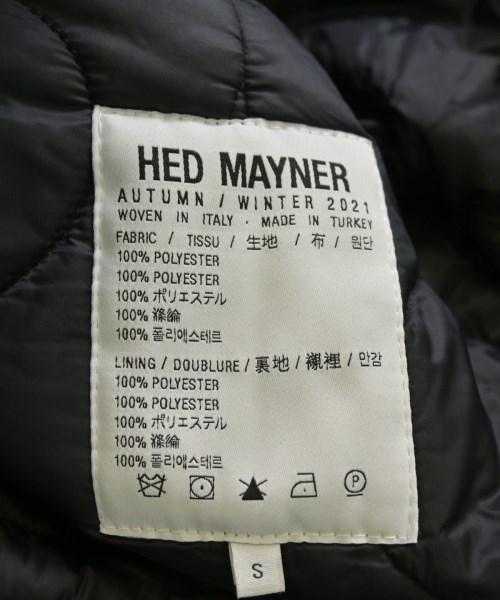 HED MAYNER
AUTUMN / WINTER 2021
WOVEN IN ITALY · MADE IN TURKEY
FABRIC / TISSU / 生地 / 布 / 원단
100% POLYESTER
100% POLYESTER
100% ポリエステル
100% 滌綸
100% 폴리애스테르
LINING / DOUBLURE / 裏地 / 襯裡 / 안감
100% POLYESTER
100% POLYESTER
100% ポリエステル
100% 滌綸
100% 폴리애스테르
P
S